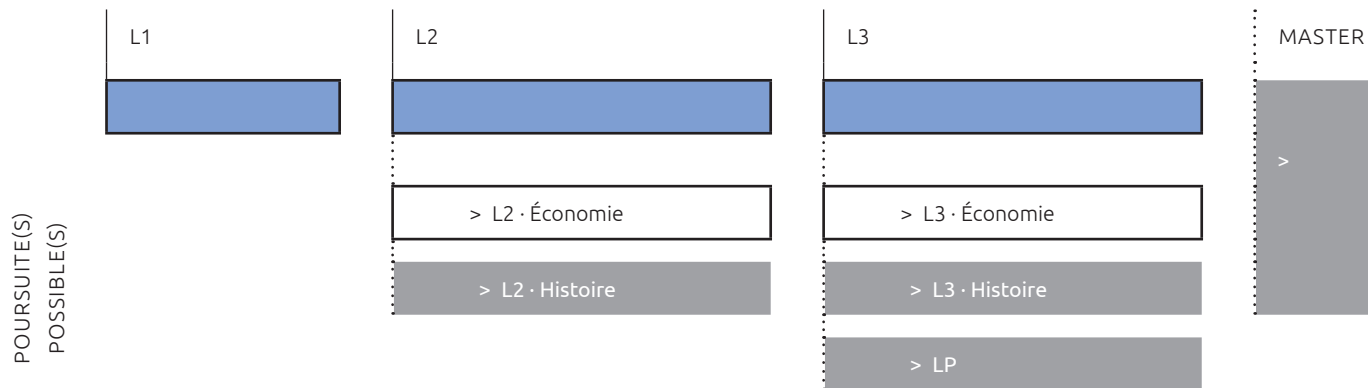 L1
L2
L3
MASTER
>
> L2 · Économie
> L3 · Économie
> L2 · Histoire
> L3 · Histoire
> LP
POURSUITE(S)
POSSIBLE(S)